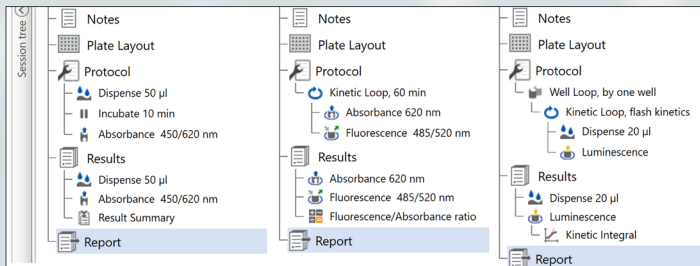 Session tree
Notes
Plate Layout
Protocol
Dispense 50 µl
Incubate 10 min
Absorbance 450/620 nm
Results
Dispense 50 µl
Absorbance 450/620 nm
Result Summary
Report
Notes
Plate Layout
Protocol
Kinetic Loop, 60 min
Absorbance 620 nm
Fluorescence 485/520 nm
Results
Absorbance 620 nm
Fluorescence 485/520 nm
Fluorescence/Absorbance ratio
Report
Notes
Plate Layout
Protocol
Well Loop, by one well
Kinetic Loop, flash kinetics
Dispense 20 µl
Luminescence
Results
Dispense 20 µl
Luminescence
Kinetic Integral
Report